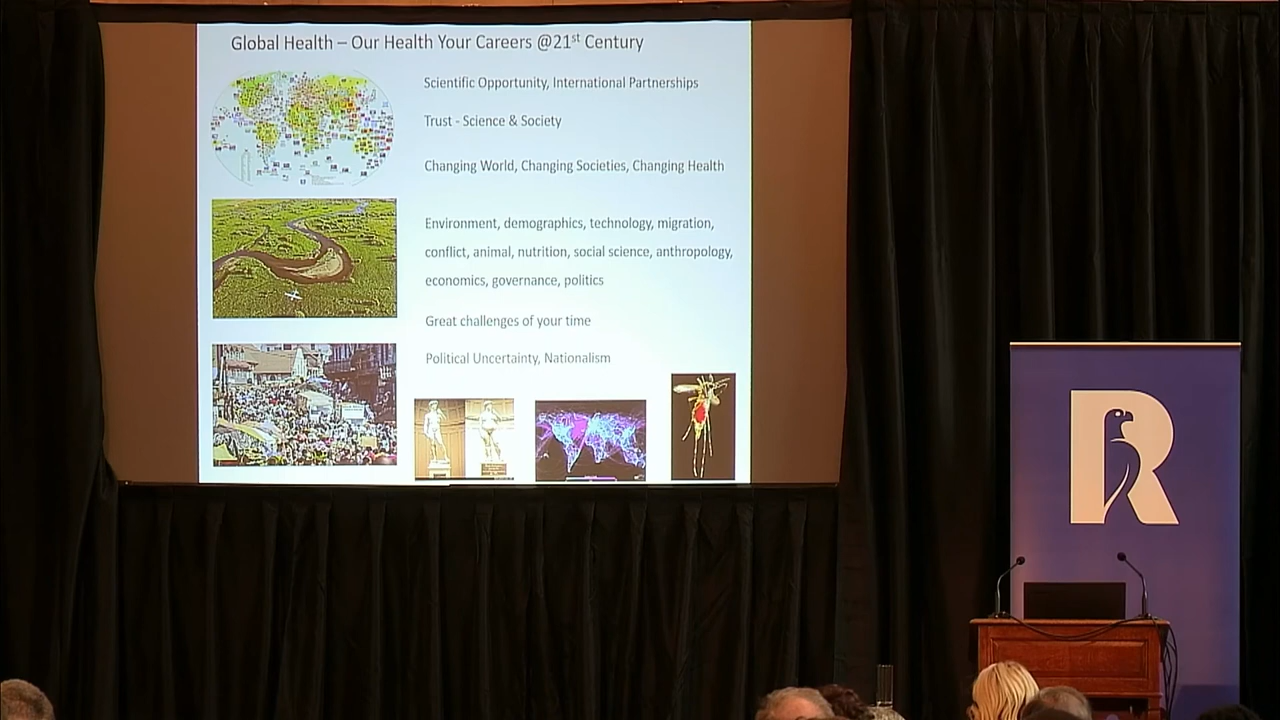 Global Health – Our Health Your Careers @21st Century
Scientific Opportunity, International Partnerships
Trust - Science & Society
Changing World, Changing Societies, Changing Health
Environment, demographics, technology, migration,
conflict, animal, nutrition, social science, anthropology,
economics, governance, politics
Great challenges of your time
Political Uncertainty, Nationalism
R